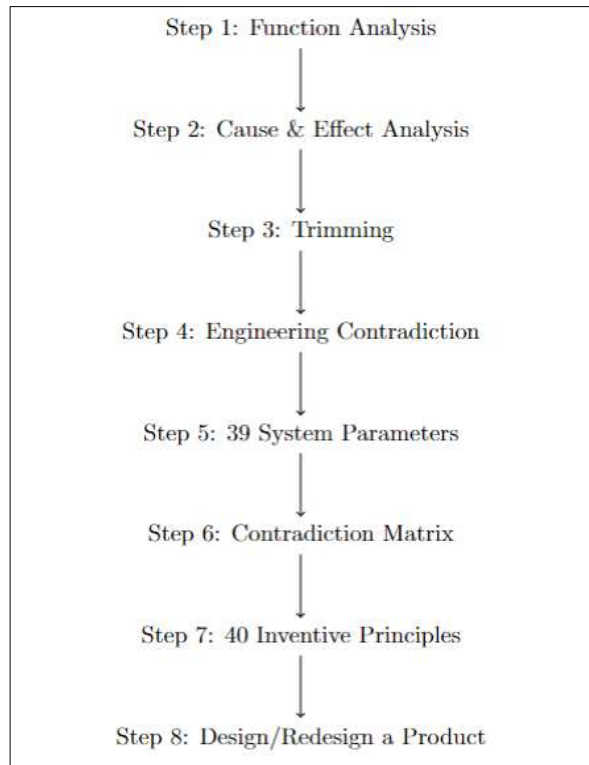 Step 1: Function Analysis
Step 2: Cause & Effect Analysis
Step 3: Trimming
Step 4: Engineering Contradiction
Step 5: 39 System Parameters
Step 6: Contradiction Matrix
Step 7: 40 Inventive Principles
Step 8: Design/Redesign a Product